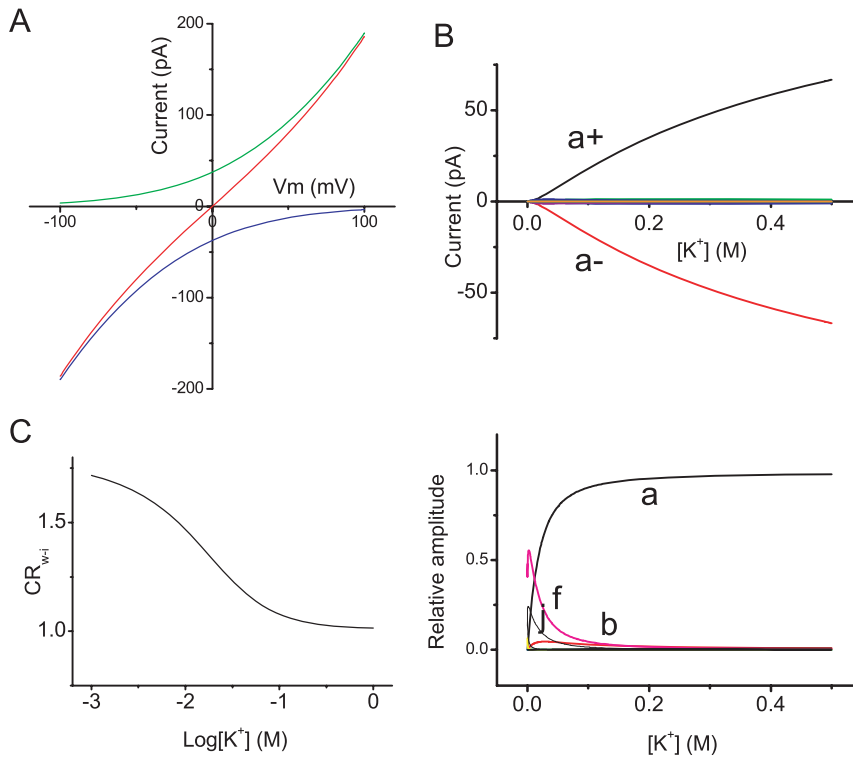 A
200
Current (pA)
100
Vm (mV)
0
-100
0
100
-100
-200
B
50
a+
Current (pA)
0
0.0
0.2
0.4
[K⁺] (M)
a-
-50
C
1.5
CRw-i
1.0
-3
-2
-1
0
Log[K⁺] (M)
1.0
a
Relative amplitude
0.5
f
j
b
0.0
0.0
0.2
0.4
[K⁺] (M)